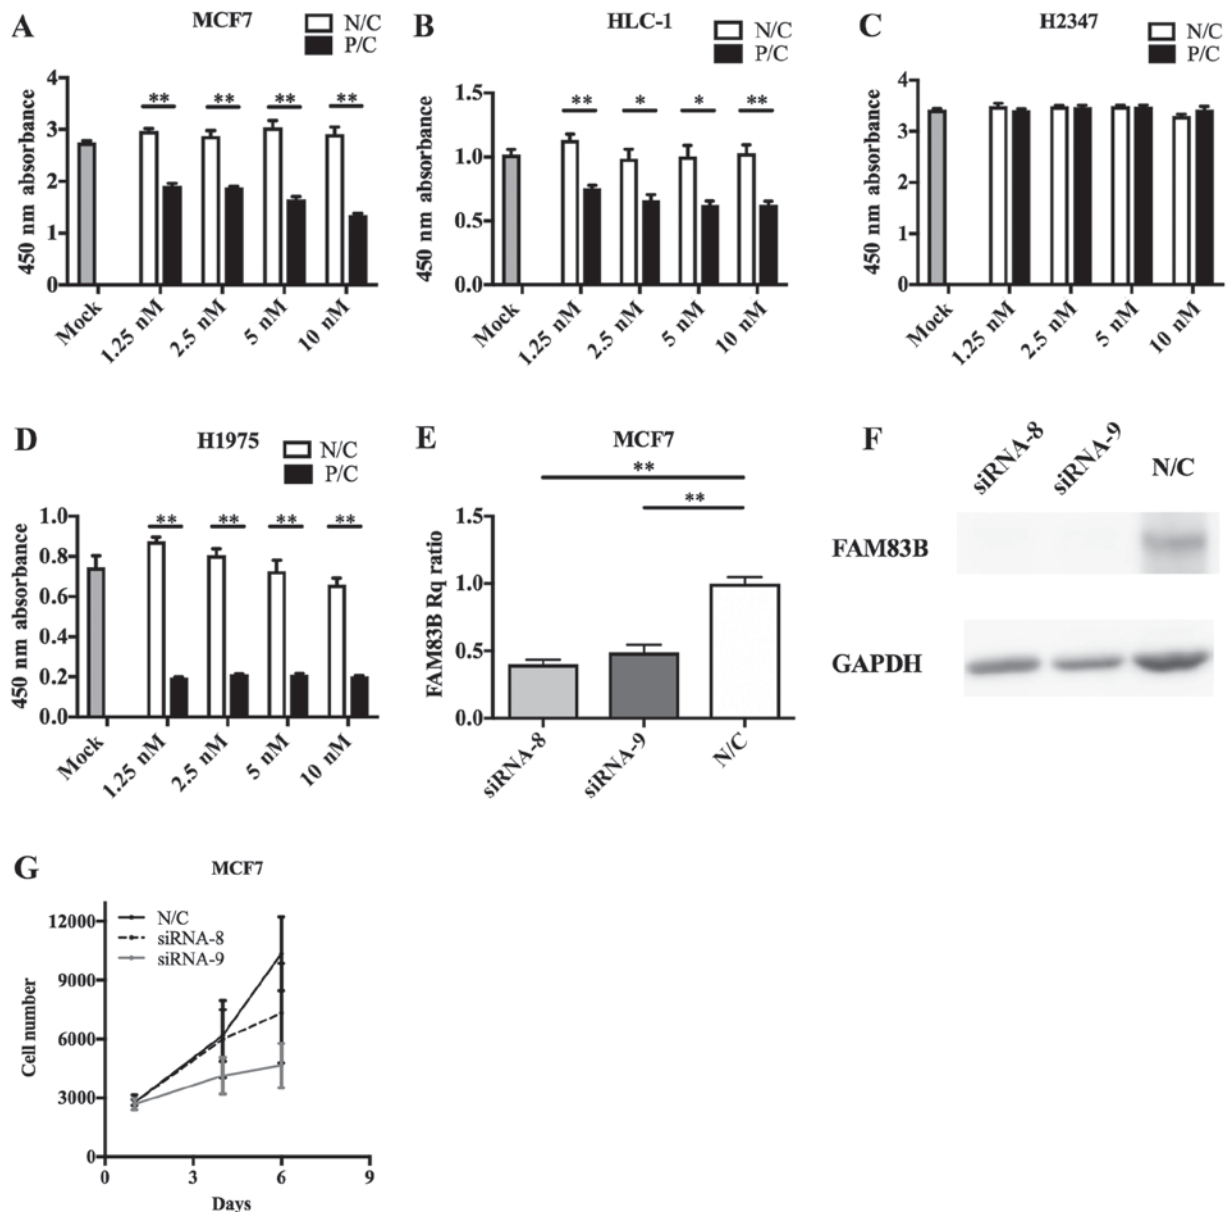 A
MCF7
N/C
P/C
450 nm absorbance
4
3
2
1
0
** ** ** **
Mock
1.25 nM
2.5 nM
5 nM
10 nM
B
HLC-1
N/C
P/C
450 nm absorbance
1.5
1.0
0.5
0.0
** * * **
Mock
1.25 nM
2.5 nM
5 nM
10 nM
C
H2347
N/C
P/C
450 nm absorbance
4
3
2
1
0
Mock
1.25 nM
2.5 nM
5 nM
10 nM
D
H1975
N/C
P/C
450 nm absorbance
1.0
0.8
0.6
0.4
0.2
0.0
** ** ** **
Mock
1.25 nM
2.5 nM
5 nM
10 nM
E
MCF7
**
**
FAM83B Rq ratio
1.5
1.0
0.5
0.0
siRNA-8
siRNA-9
N/C
F
siRNA-8
siRNA-9
N/C
FAM83B
GAPDH
G
MCF7
N/C
siRNA-8
siRNA-9
Cell number
12000
9000
6000
3000
0
0 3 6 9
Days